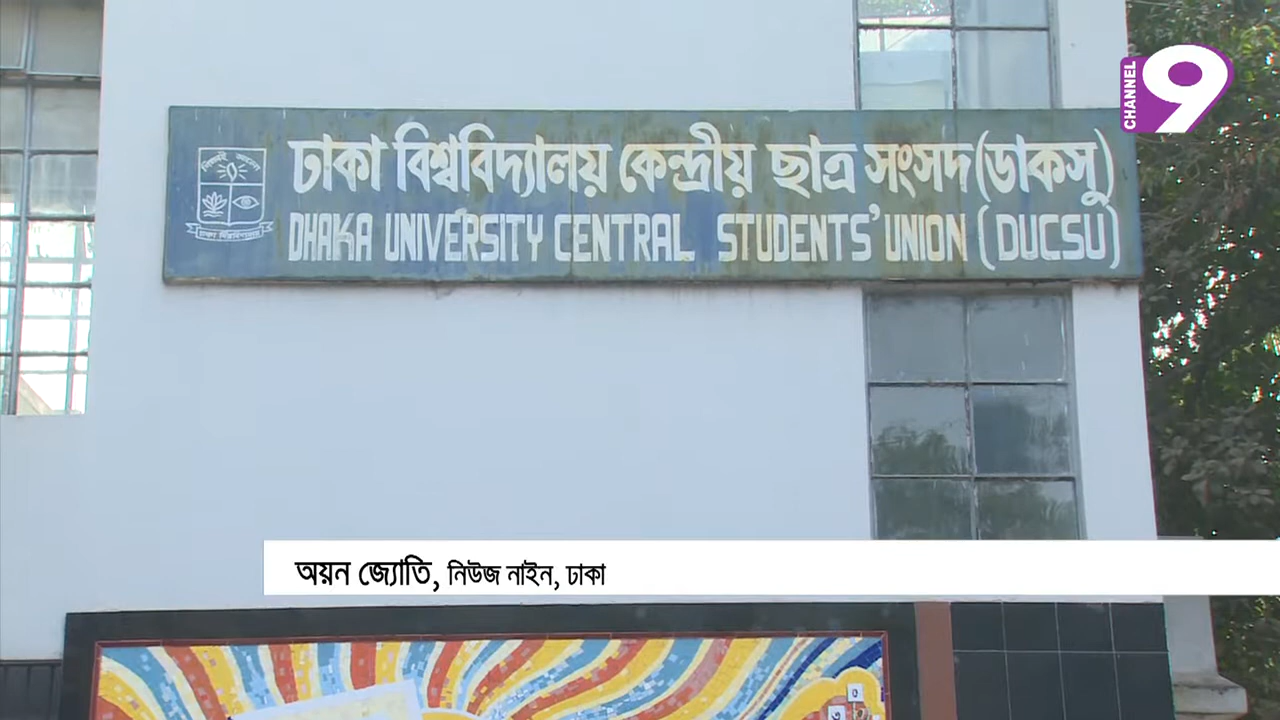 CHANNEL 9
ঢাকা বিশ্ববিদ্যালয় কেন্দ্রীয় ছাত্র সংসদ (ডাকসু)
DHAKA UNIVERSITY CENTRAL STUDENTS' UNION (DUCSU)
অয়ন জ্যোতি, নিউজ নাইন, ঢাকা